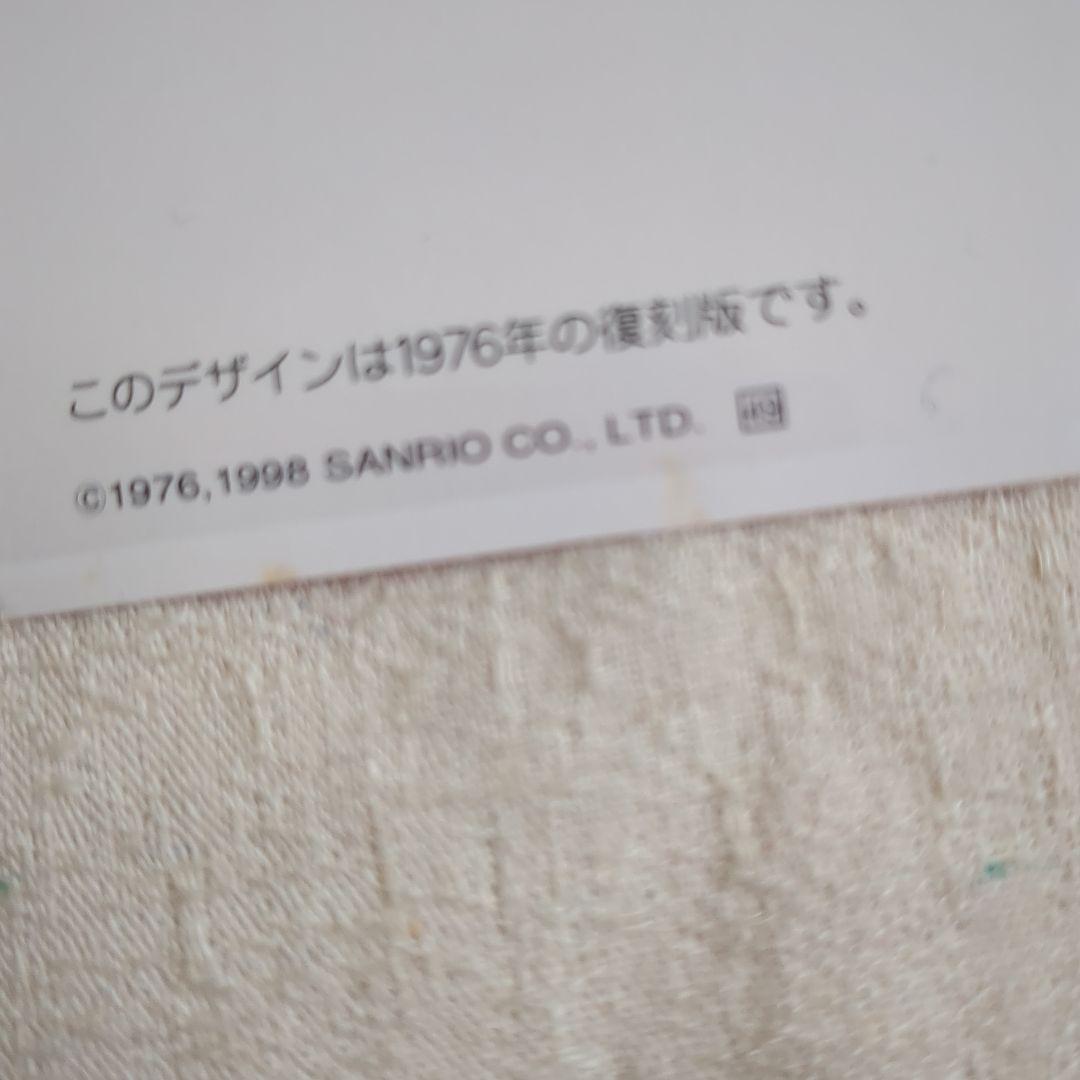 このデザインは1976年の復刻版です。
©1976,1998 SANRIO CO., LTD.